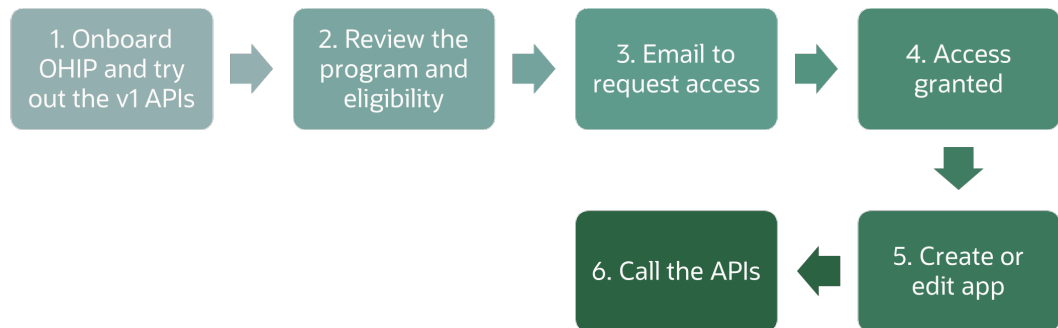 1. Onboard
OHIP and try
out the v1 APIs
2. Review the
program and
eligibility
3. Email to
request access
4. Access
granted
5. Create or
edit app
6. Call the APIs